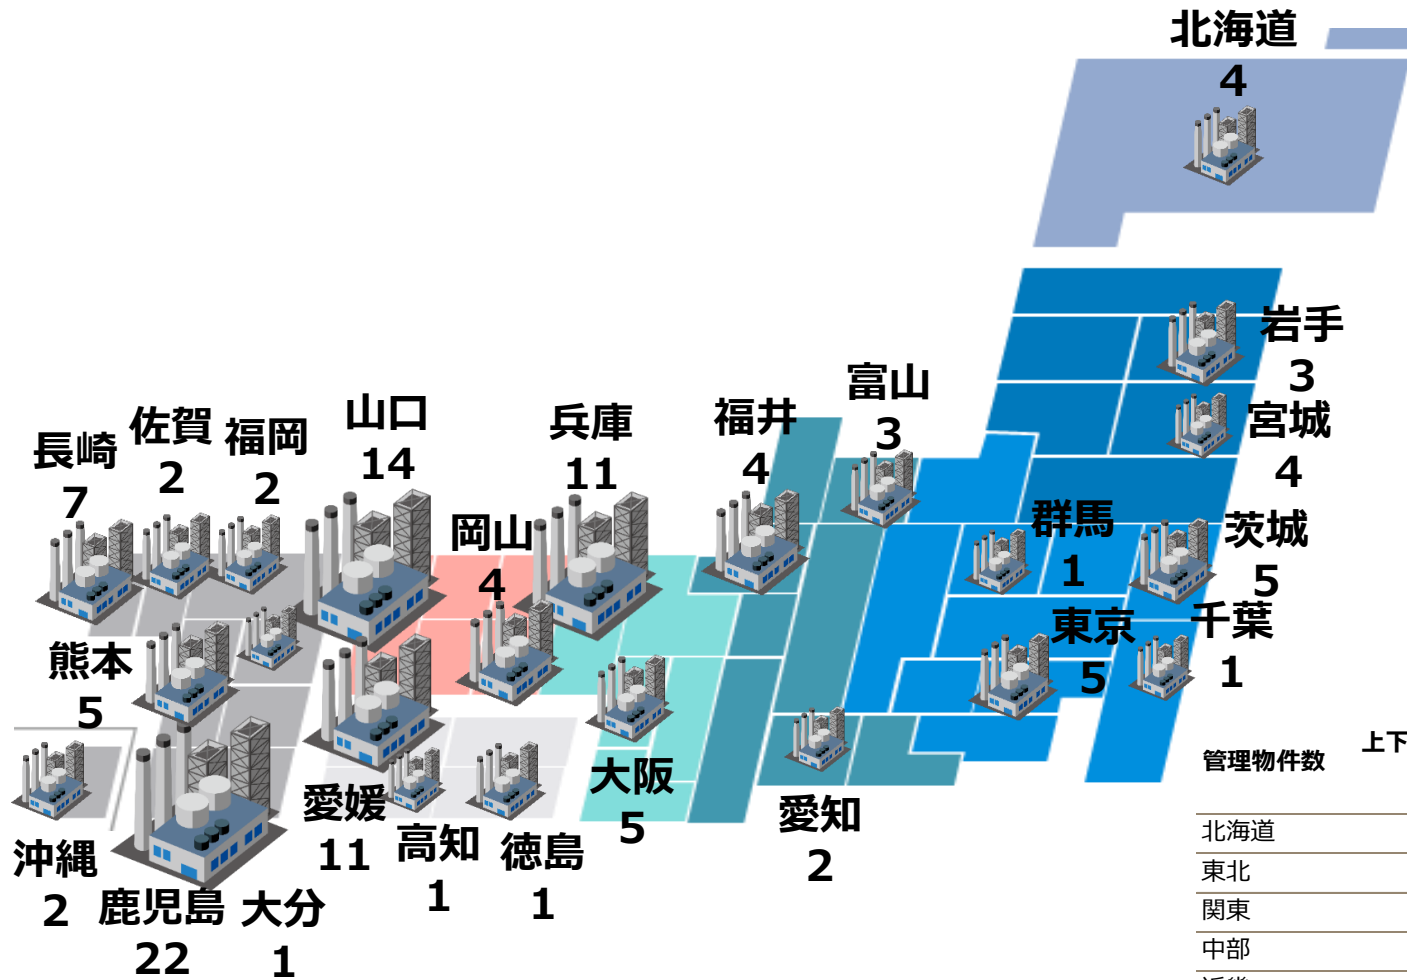 北海道
4
岩手
3
宮城
4
富山
3
福井
4
兵庫
11
山口
14
福岡
2
佐賀
2
長崎
7
岡山
4
群馬
1
茨城
5
千葉
1
東京
5
熊本
5
愛知
2
大阪
5
徳島
1
高知
1
愛媛
11
沖縄
2
鹿児島
22
大分
1
上下
管理物件数
北海道
東北
関東
中部